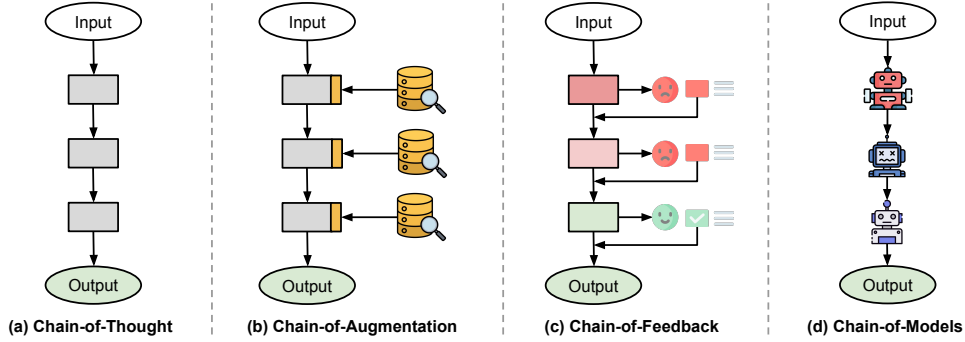 Input
Input
Input
Input
Output
Output
Output
Output
(a) Chain-of-Thought
(b) Chain-of-Augmentation
(c) Chain-of-Feedback
(d) Chain-of-Models